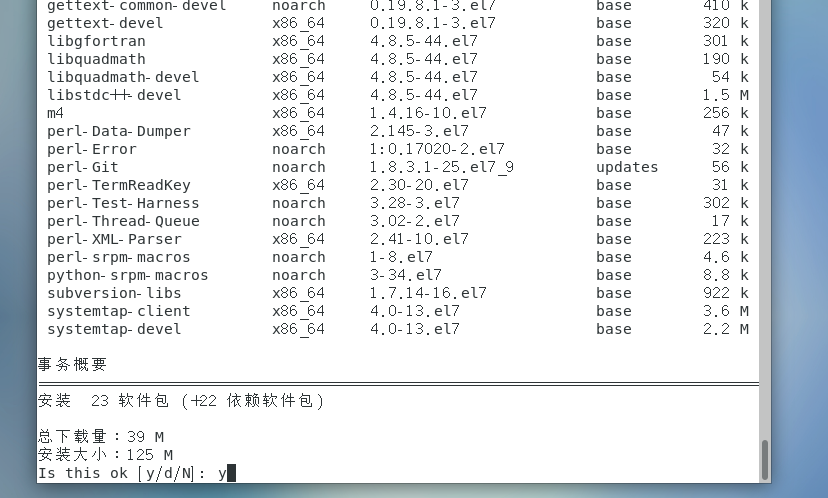 gettext-common-devel noarch 0.19.8.1-3.el7 base 410 k
gettext-devel x86_64 0.19.8.1-3.el7 base 320 k
libgfortran x86_64 4.8.5-44.el7 base 301 k
libquadmath x86_64 4.8.5-44.el7 base 190 k
libquadmath-devel x86_64 4.8.5-44.el7 base 54 k
libstdc++-devel x86_64 4.8.5-44.el7 base 1.5 M
m4 x86_64 1.4.16-10.el7 base 256 k
perl-Data-Dumper x86_64 2.145-3.el7 base 47 k
perl-Error noarch 1:0.17020-2.el7 base 32 k
perl-Git noarch 1.8.3.1-25.el7_9 updates 56 k
perl-TermReadKey x86_64 2.30-20.el7 base 31 k
perl-Test-Harness noarch 3.28-3.el7 base 302 k
perl-Thread-Queue noarch 3.02-2.el7 base 17 k
perl-XML-Parser x86_64 2.41-10.el7 base 223 k
perl-srpm-macros noarch 1-8.el7 base 4.6 k
python-srpm-macros noarch 3-34.el7 base 8.8 k
subversion-libs x86_64 1.7.14-16.el7 base 922 k
systemtap-client x86_64 4.0-13.el7 base 3.6 M
systemtap-devel x86_64 4.0-13.el7 base 2.2 M
事务概要
安装 23 软件包 (+22 依赖软件包)
总下载量：39 M
安装大小：125 M
Is this ok [y/d/N]: y